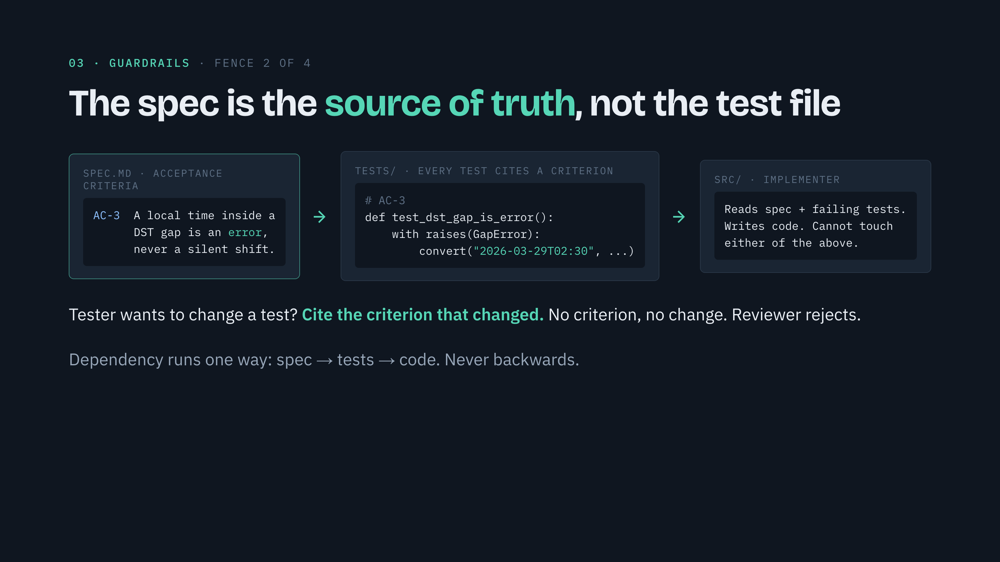 03 · GUARDRAILS · FENCE 2 OF 4
The spec is the source of truth, not the test file
SPEC.MD · ACCEPTANCE
CRITERIA
AC-3  A local time inside a
DST gap is an error,
never a silent shift.
→
TESTS/ · EVERY TEST CITES A CRITERION
# AC-3
def test_dst_gap_is_error():
    with raises(GapError):
        convert("2026-03-29T02:30", ...)
→
SRC/ · IMPLEMENTER
Reads spec + failing tests.
Writes code. Cannot touch
either of the above.
Tester wants to change a test? Cite the criterion that changed. No criterion, no change. Reviewer rejects.
Dependency runs one way: spec → tests → code. Never backwards.